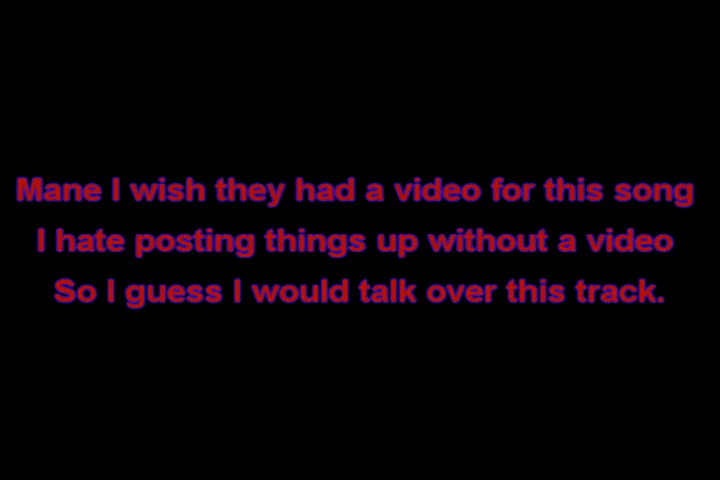 Mane I wish they had a video for this song
I hate posting things up without a video
So I guess I would talk over this track.